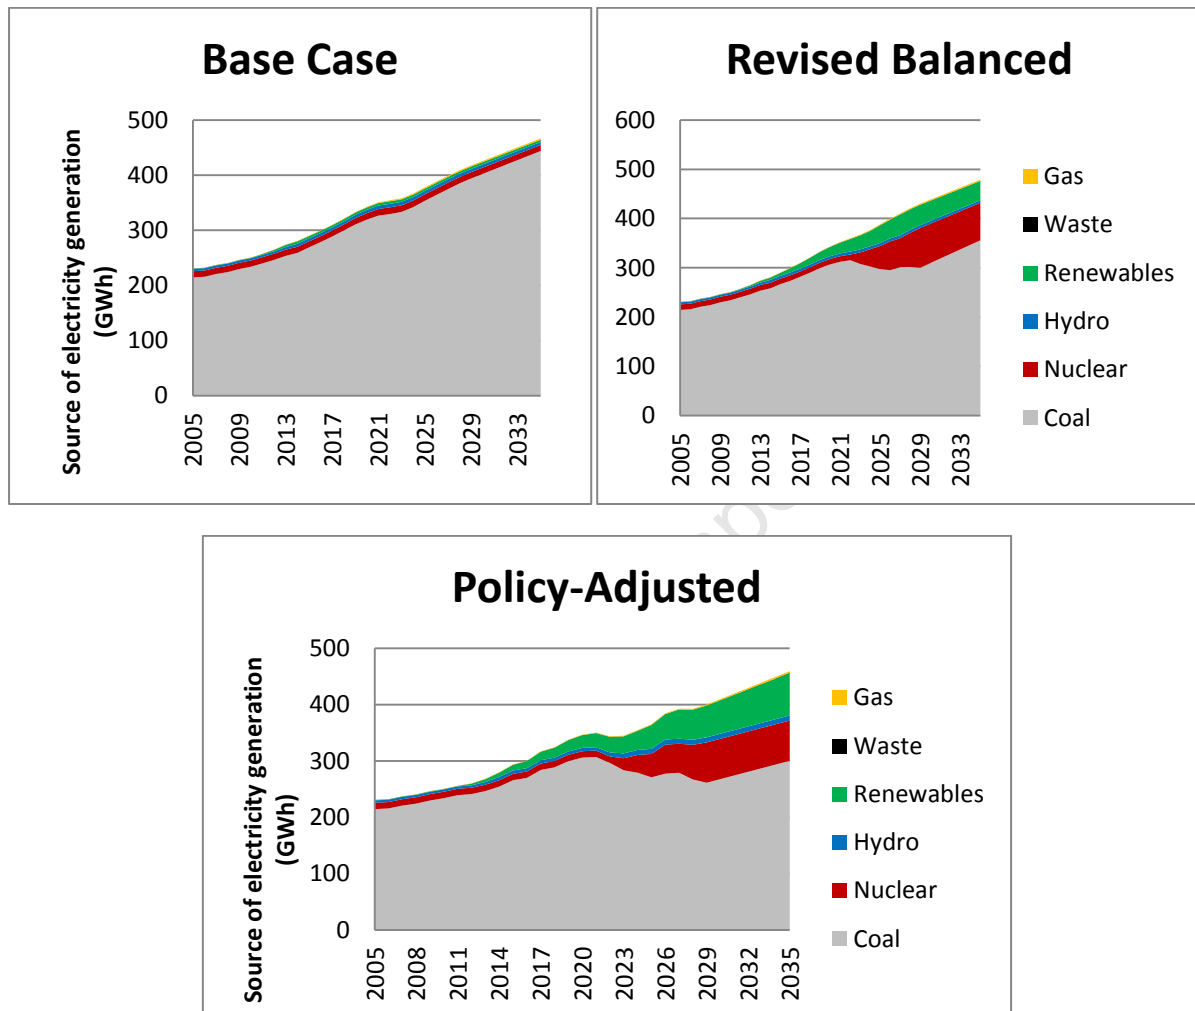 Base Case
Source of electricity generation
(GWh)
500
400
300
200
100
0
2005
2009
2013
2017
2021
2025
2029
2033
Revised Balanced
600
500
400
300
200
100
0
2005
2009
2013
2017
2021
2025
2029
2033
Gas
Waste
Renewables
Hydro
Nuclear
Coal
Policy-Adjusted
Source of electricity generation
(GWh)
500
400
300
200
100
0
2005
2008
2011
2014
2017
2020
2023
2026
2029
2032
2035
Gas
Waste
Renewables
Hydro
Nuclear
Coal